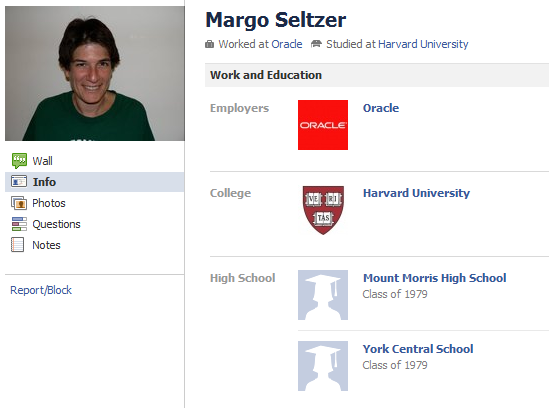 Margo Seltzer
Worked at Oracle Studied at Harvard University
Work and Education
Employers
ORACLE
Oracle
College
VE RI TAS
Harvard University
High School
Mount Morris High School
Class of 1979
York Central School
Class of 1979
Wall
Info
Photos
Questions
Notes
Report/Block